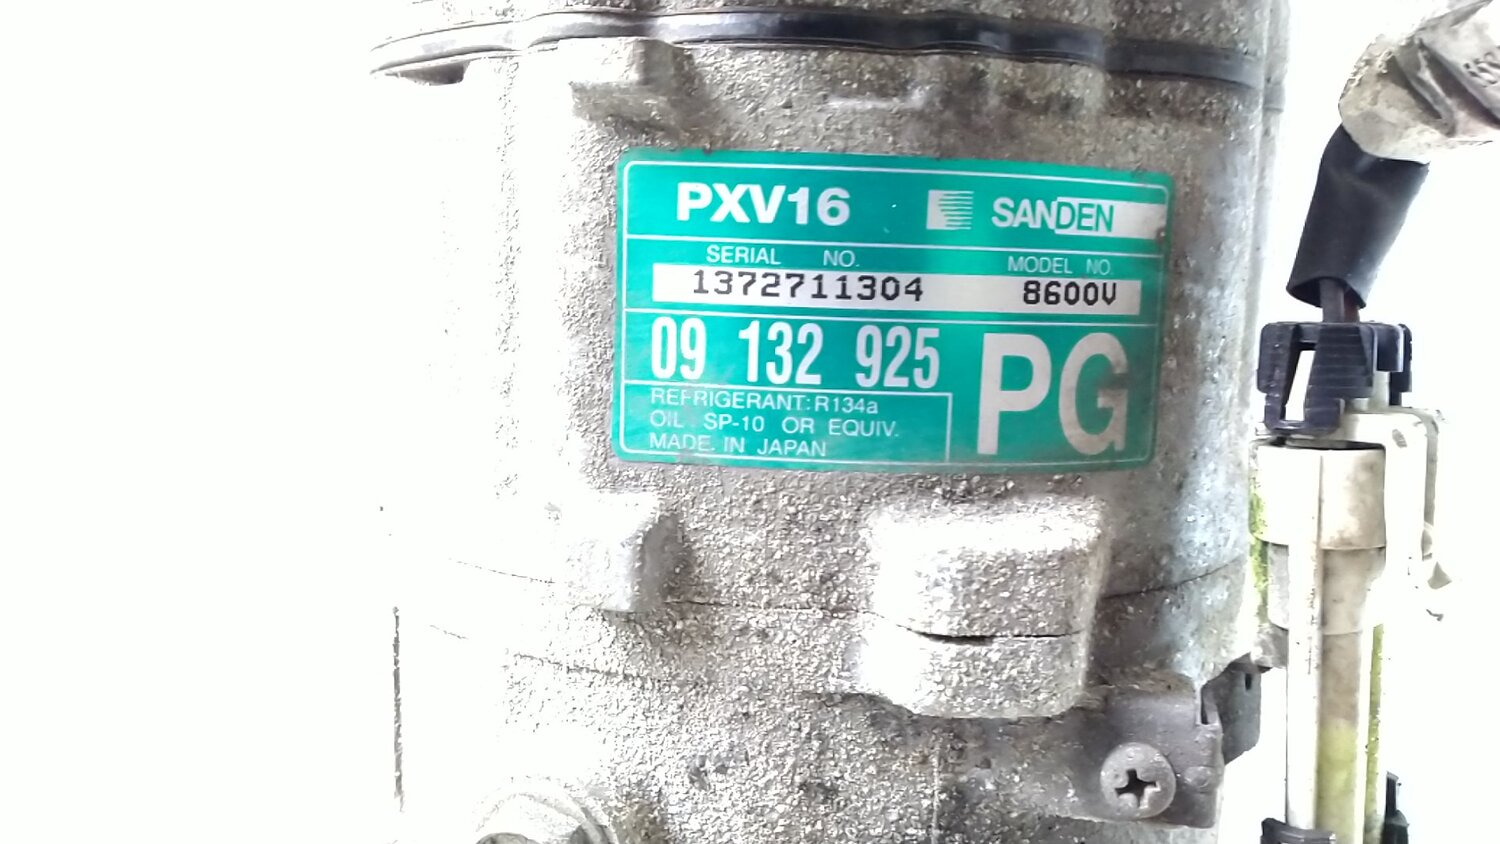 PXV16 SANDEN
SERIAL NO. MODEL NO.
1372711304 8600V
09 132 925 PG
REFRIGERANT: R134a
OIL : SP-10 OR EQUIV.
MADE IN JAPAN